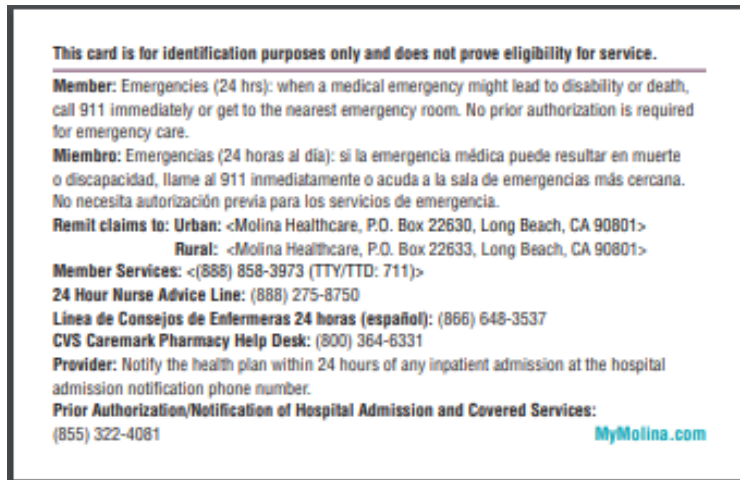 This card is for identification purposes only and does not prove eligibility for service.
Member: Emergencies (24 hrs): when a medical emergency might lead to disability or death,
call 911 immediately or get to the nearest emergency room. No prior authorization is required
for emergency care.
Miembro: Emergencias (24 horas al día): si la emergencia médica puede resultar en muerte
o discapacidad, llame al 911 inmediatamente o acuda a la sala de emergencias más cercana.
No necesita autorización previa para los servicios de emergencia.
Remit claims to: Urban: <Molina Healthcare, P.O. Box 22630, Long Beach, CA 90801>
Rural: <Molina Healthcare, P.O. Box 22633, Long Beach, CA 90801>
Member Services: <(888) 858-3973 (TTY/TTD: 711)>
24 Hour Nurse Advice Line: (888) 275-8750
Línea de Consejos de Enfermeras 24 horas (español): (866) 648-3537
CVS Caremark Pharmacy Help Desk: (800) 364-6331
Provider: Notify the health plan within 24 hours of any inpatient admission at the hospital
admission notification phone number.
Prior Authorization/Notification of Hospital Admission and Covered Services:
(855) 322-4081 MyMolina.com